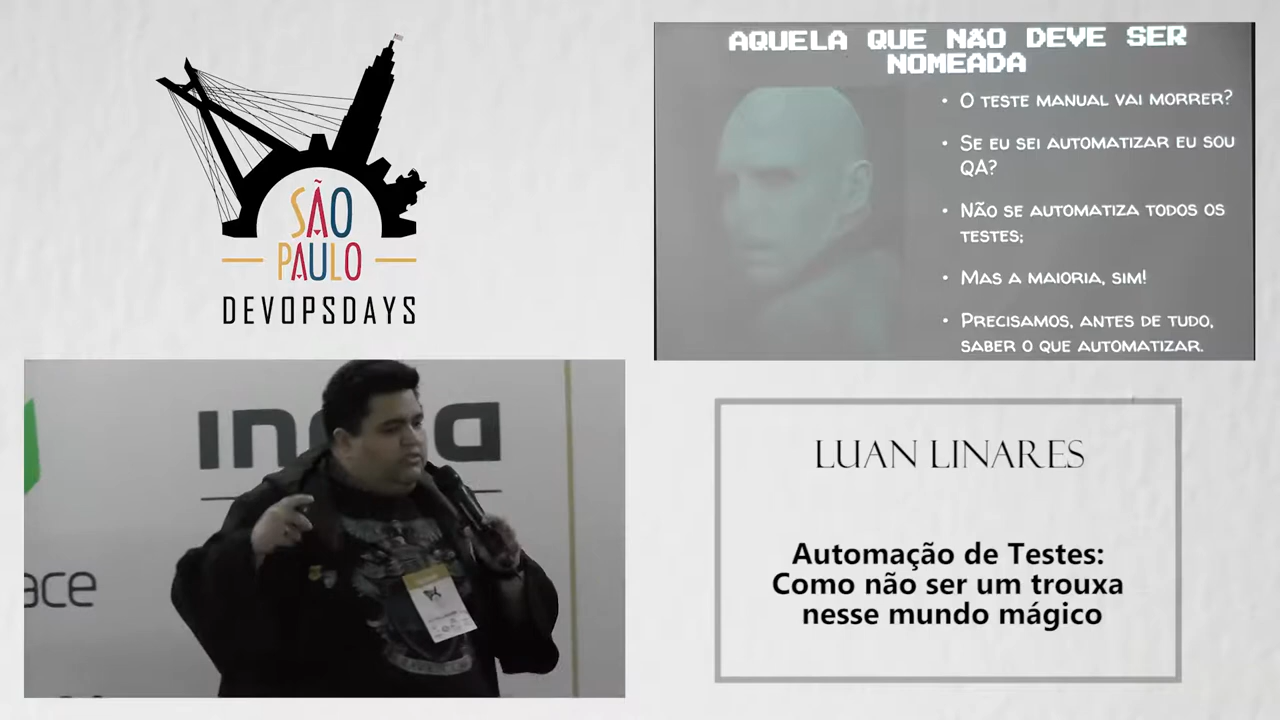 SÃO
PAULO
DEVOPSDAYS
AQUELA QUE NÃO DEVE SER
NOMEADA
• O TESTE MANUAL VAI MORRER?
• SE EU SEI AUTOMATIZAR EU SOU
QA?
• NÃO SE AUTOMATIZA TODOS OS
TESTES;
• MAS A MAIORIA, SIM!
• PRECISAMOS, ANTES DE TUDO,
SABER O QUE AUTOMATIZAR.
ace
LUAN LINARES
Automação de Testes:
Como não ser um trouxa
nesse mundo mágico